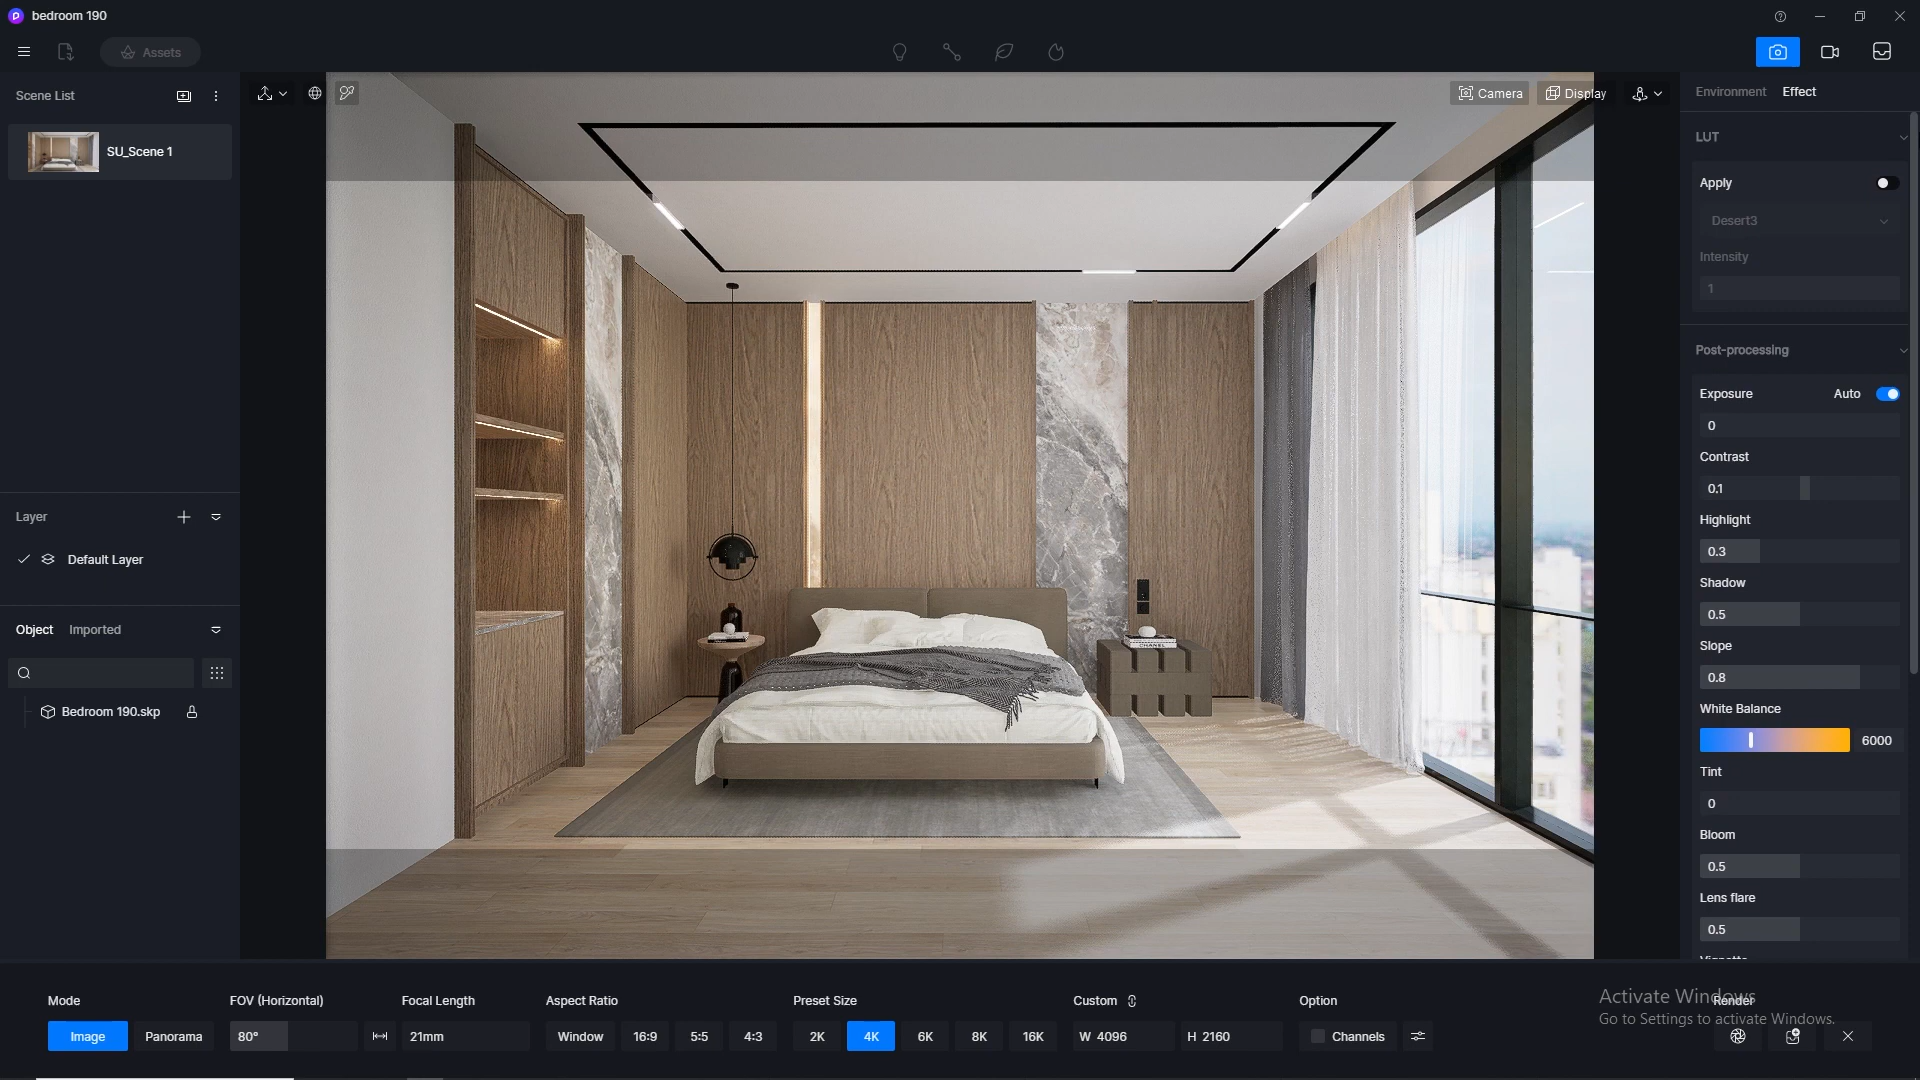 bedroom 190
Assets
Scene List
SU_Scene 1
Layer
Default Layer
Object Imported
Bedroom 190.skp
Camera Display
CHANEL
Environment Effect
LUT
Apply
Desert3
Intensity
1
Post-processing
Exposure Auto
0
Contrast
0.1
Highlight
0.3
Shadow
0.5
Slope
0.8
White Balance
6000
Tint
0
Bloom
0.5
Lens flare
0.5
Mode FOV (Horizontal) Focal Length Aspect Ratio Preset Size Custom Option Render
Image Panorama 80° 21mm Window 16:9 5:5 4:3 2K 4K 6K 8K 16K W 4096 H 2160 Channels
Activate Windows
Go to Settings to activate Windows.